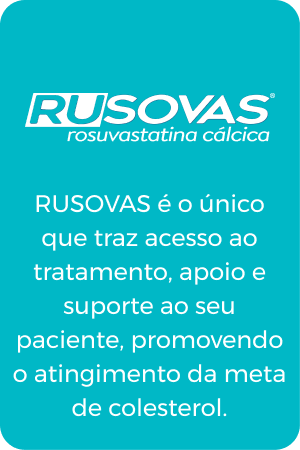 RUSOVAS®
rosuvastatina cálcica
RUSOVAS é o único
que traz acesso ao
tratamento, apoio e
suporte ao seu
paciente, promovendo
o atingimento da meta
de colesterol.